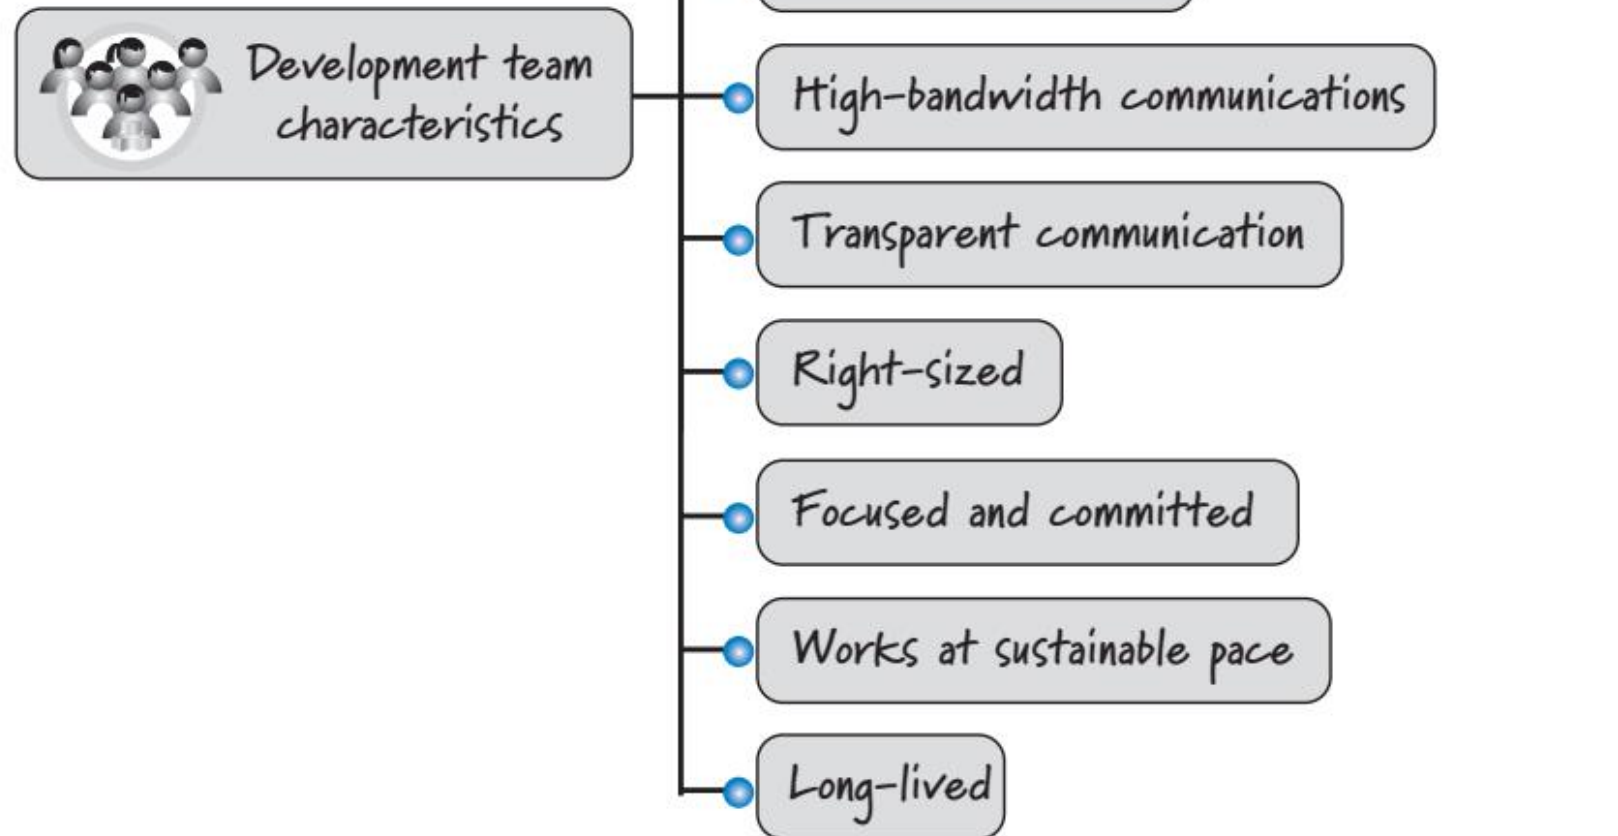 Development team
characteristics
High-bandwidth communications
Transparent communication
Right-sized
Focused and committed
Works at sustainable pace
Long-lived